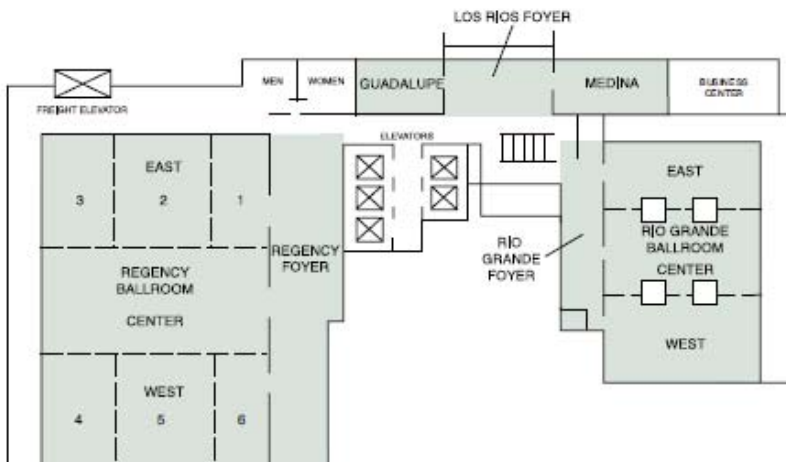 LOS RIOS FOYER
MEN
WOMEN
GUADALUPE
MEDINA
BUSINESS
CENTER
FREIGHT ELEVATOR
ELEVATORS
EAST
3
2
1
EAST
REGENCY
BALLROOM
CENTER
REGENCY
FOYER
RIO
GRANDE
FOYER
RIO GRANDE
BALLROOM
CENTER
WEST
4
5
6
WEST